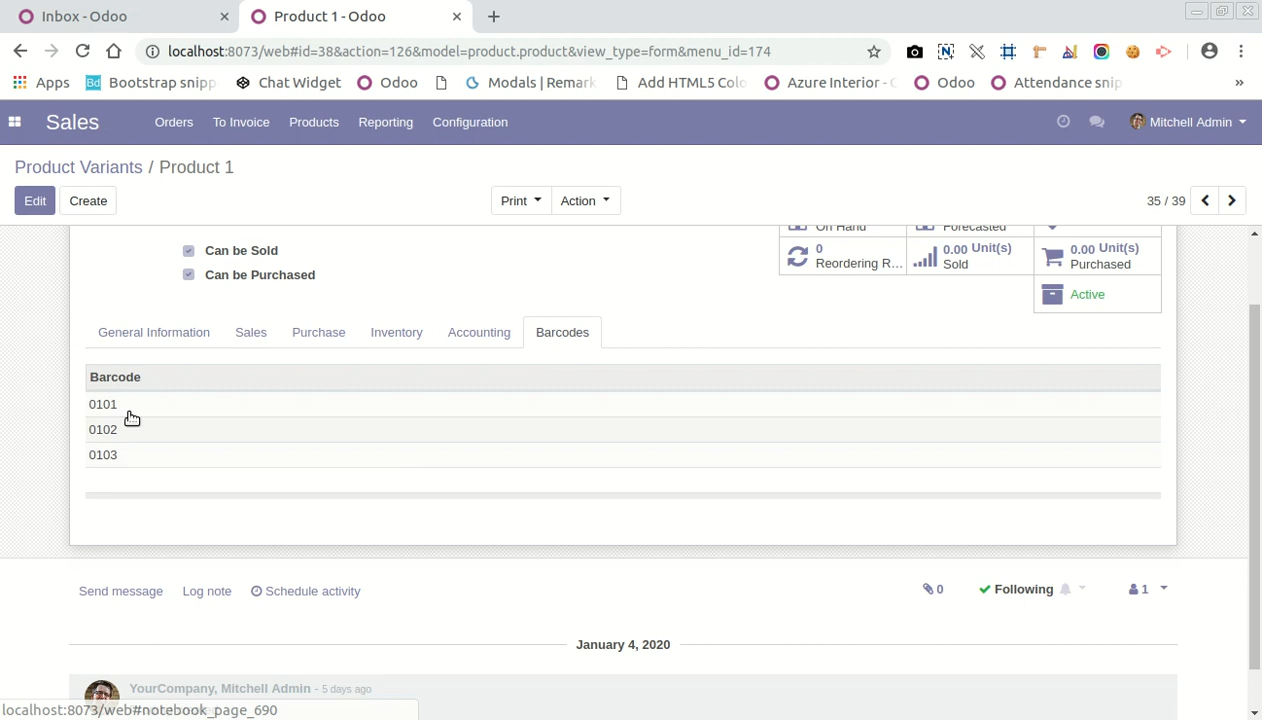 Inbox - Odoo
Product 1 - Odoo
localhost:8073/web#id=38&action=126&model=product.product&view_type=form&menu_id=174
Apps
Bootstrap snipp
Chat Widget
Odoo
Modals | Remark
Add HTML5 Colo
Azure Interior - C
Odoo
Attendance snip
»
Sales
Orders
To Invoice
Products
Reporting
Configuration
Mitchell Admin
Product Variants / Product 1
Edit
Create
Print
Action
35 / 39
Can be Sold
Can be Purchased
On Hand
Forecasted
0
Reordering R...
0.00 Unit(s)
Sold
0.00 Unit(s)
Purchased
Active
General Information
Sales
Purchase
Inventory
Accounting
Barcodes
Barcode
0101
0102
0103
Send message
Log note
Schedule activity
0
Following
1
January 4, 2020
YourCompany, Mitchell Admin - 5 days ago
localhost:8073/web#notebook_page_690